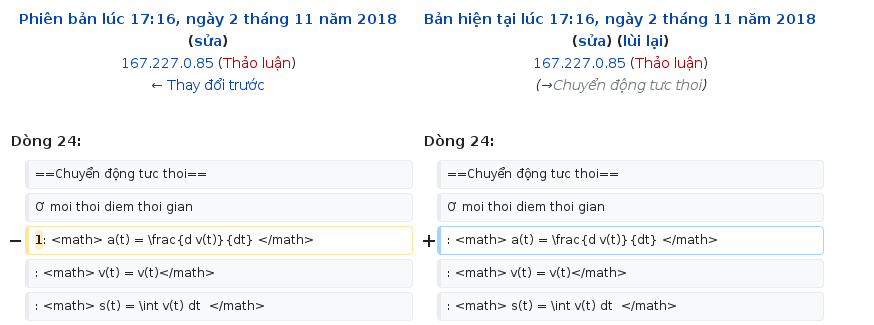 Phiên bản lúc 17:16, ngày 2 tháng 11 năm 2018
(sửa)
167.227.0.85 (Thảo luận)
← Thay đổi trước
Bản hiện tại lúc 17:16, ngày 2 tháng 11 năm 2018
(sửa) (lùi lại)
167.227.0.85 (Thảo luận)
(→Chuyển động tưc thoi)
Dòng 24:
Dòng 24:
==Chuyển động tưc thoi==
==Chuyển động tưc thoi==
Ơ moi thoi diem thoi gian
Ơ moi thoi diem thoi gian
− 1: <math> a(t) = \frac{d v(t)}{dt} </math>
+ : <math> a(t) = \frac{d v(t)}{dt} </math>
: <math> v(t) = v(t)</math>
: <math> v(t) = v(t)</math>
: <math> s(t) = \int v(t) dt  </math>
: <math> s(t) = \int v(t) dt  </math>